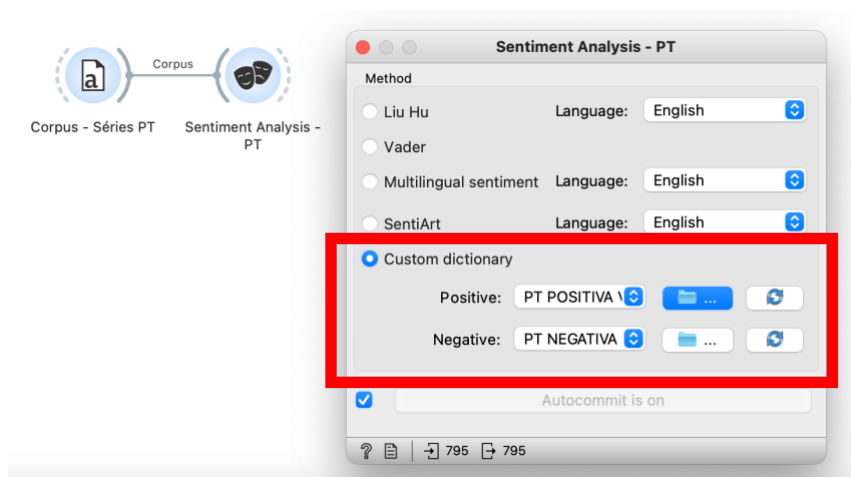 Corpus
a
Corpus - Séries PT
Sentiment Analysis -
PT
Sentiment Analysis - PT
Method
Liu Hu
Language:
English
Vader
Multilingual sentiment
Language:
English
SentiArt
Language:
English
Custom dictionary
Positive:
PT POSITIVA
...
Negative:
PT NEGATIVA
...
Autocommit is on
?
795
795